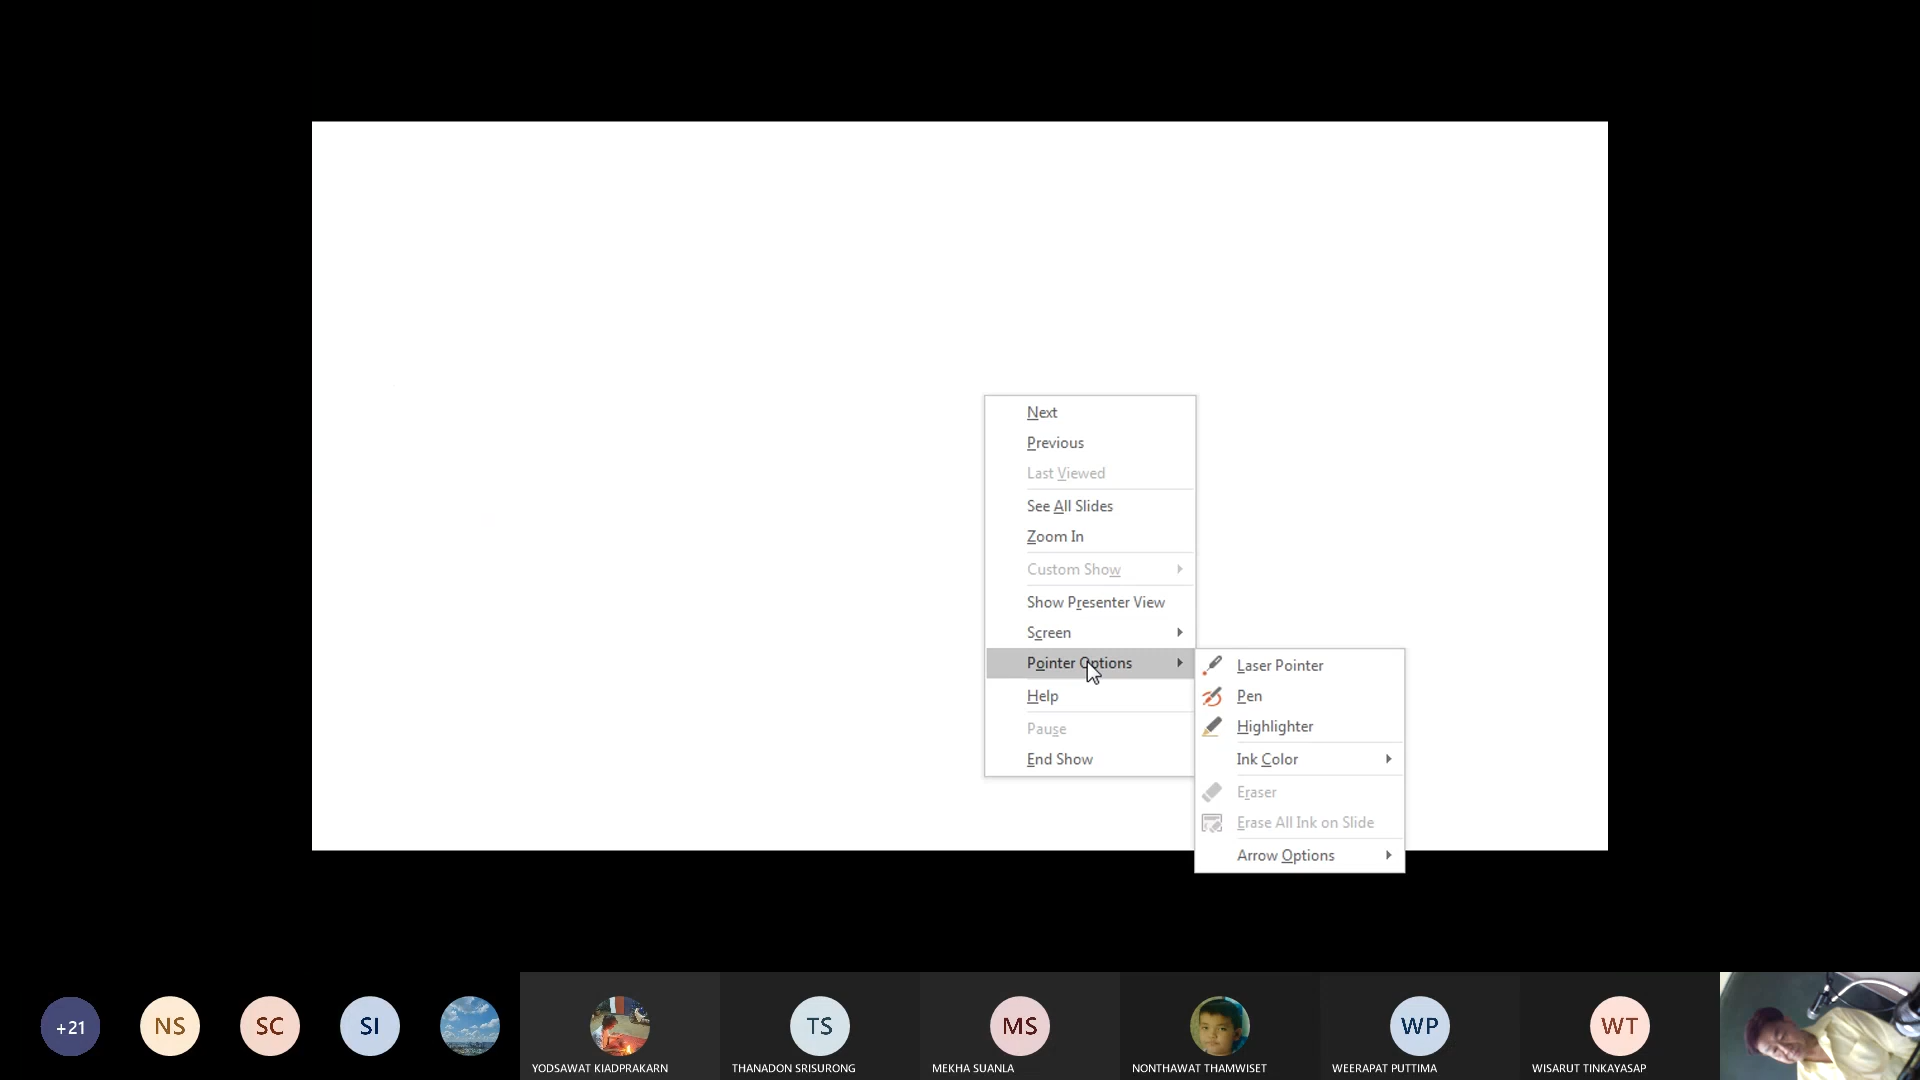 Next
Previous
Last Viewed
See All Slides
Zoom In
Custom Show
Show Presenter View
Screen
Pointer Options
Help
Pause
End Show
Laser Pointer
Pen
Highlighter
Ink Color
Eraser
Erase All Ink on Slide
Arrow Options
+21
NS
SC
SI
TS
MS
WP
WT
YODSAWAT KIADPRAKARN
THANADON SRISURONG
MEKHA SUANLA
NONTHAWAT THAMWISET
WEERAPAT PUTTIMA
WISARUT TINKAYASAP